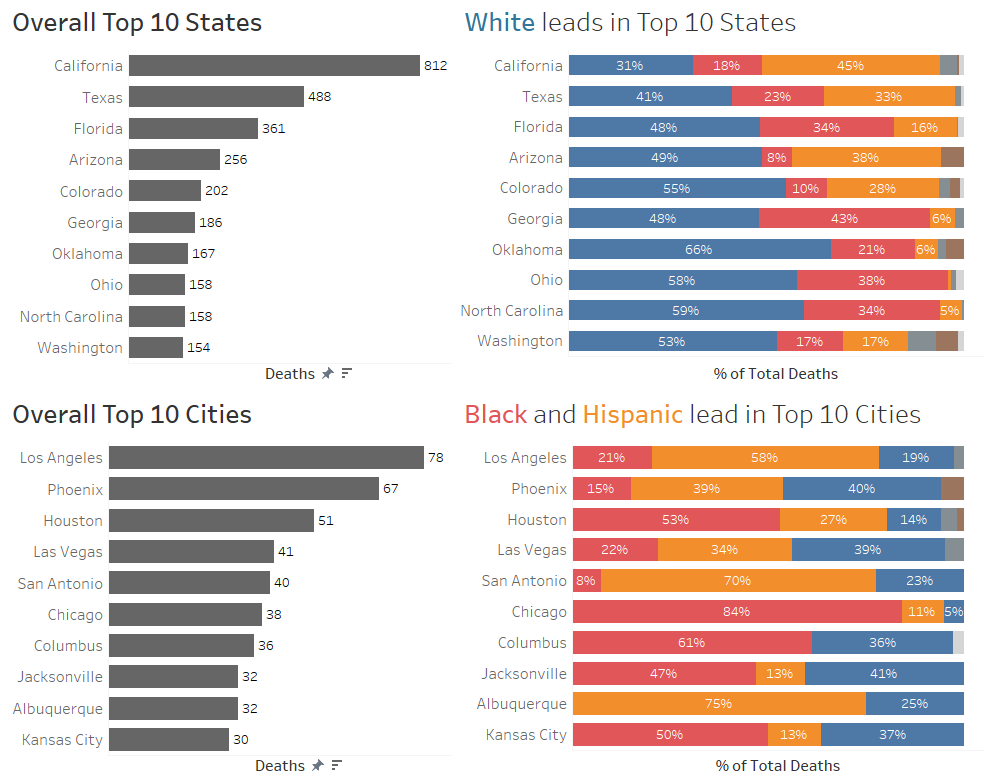 Overall Top 10 States
California 812
Texas 488
Florida 361
Arizona 256
Colorado 202
Georgia 186
Oklahoma 167
Ohio 158
North Carolina 158
Washington 154
Deaths
White leads in Top 10 States
California 31% 18% 45%
Texas 41% 23% 33%
Florida 48% 34% 16%
Arizona 49% 8% 38%
Colorado 55% 10% 28%
Georgia 48% 43% 6%
Oklahoma 66% 21% 6%
Ohio 58% 38%
North Carolina 59% 34% 5%
Washington 53% 17% 17%
% of Total Deaths
Overall Top 10 Cities
Los Angeles 78
Phoenix 67
Houston 51
Las Vegas 41
San Antonio 40
Chicago 38
Columbus 36
Jacksonville 32
Albuquerque 32
Kansas City 30
Deaths
Black and Hispanic lead in Top 10 Cities
Los Angeles 21% 58% 19%
Phoenix 15% 39% 40%
Houston 53% 27% 14%
Las Vegas 22% 34% 39%
San Antonio 8% 70% 23%
Chicago 84% 11% 5%
Columbus 61% 36%
Jacksonville 47% 13% 41%
Albuquerque 75% 25%
Kansas City 50% 13% 37%
% of Total Deaths